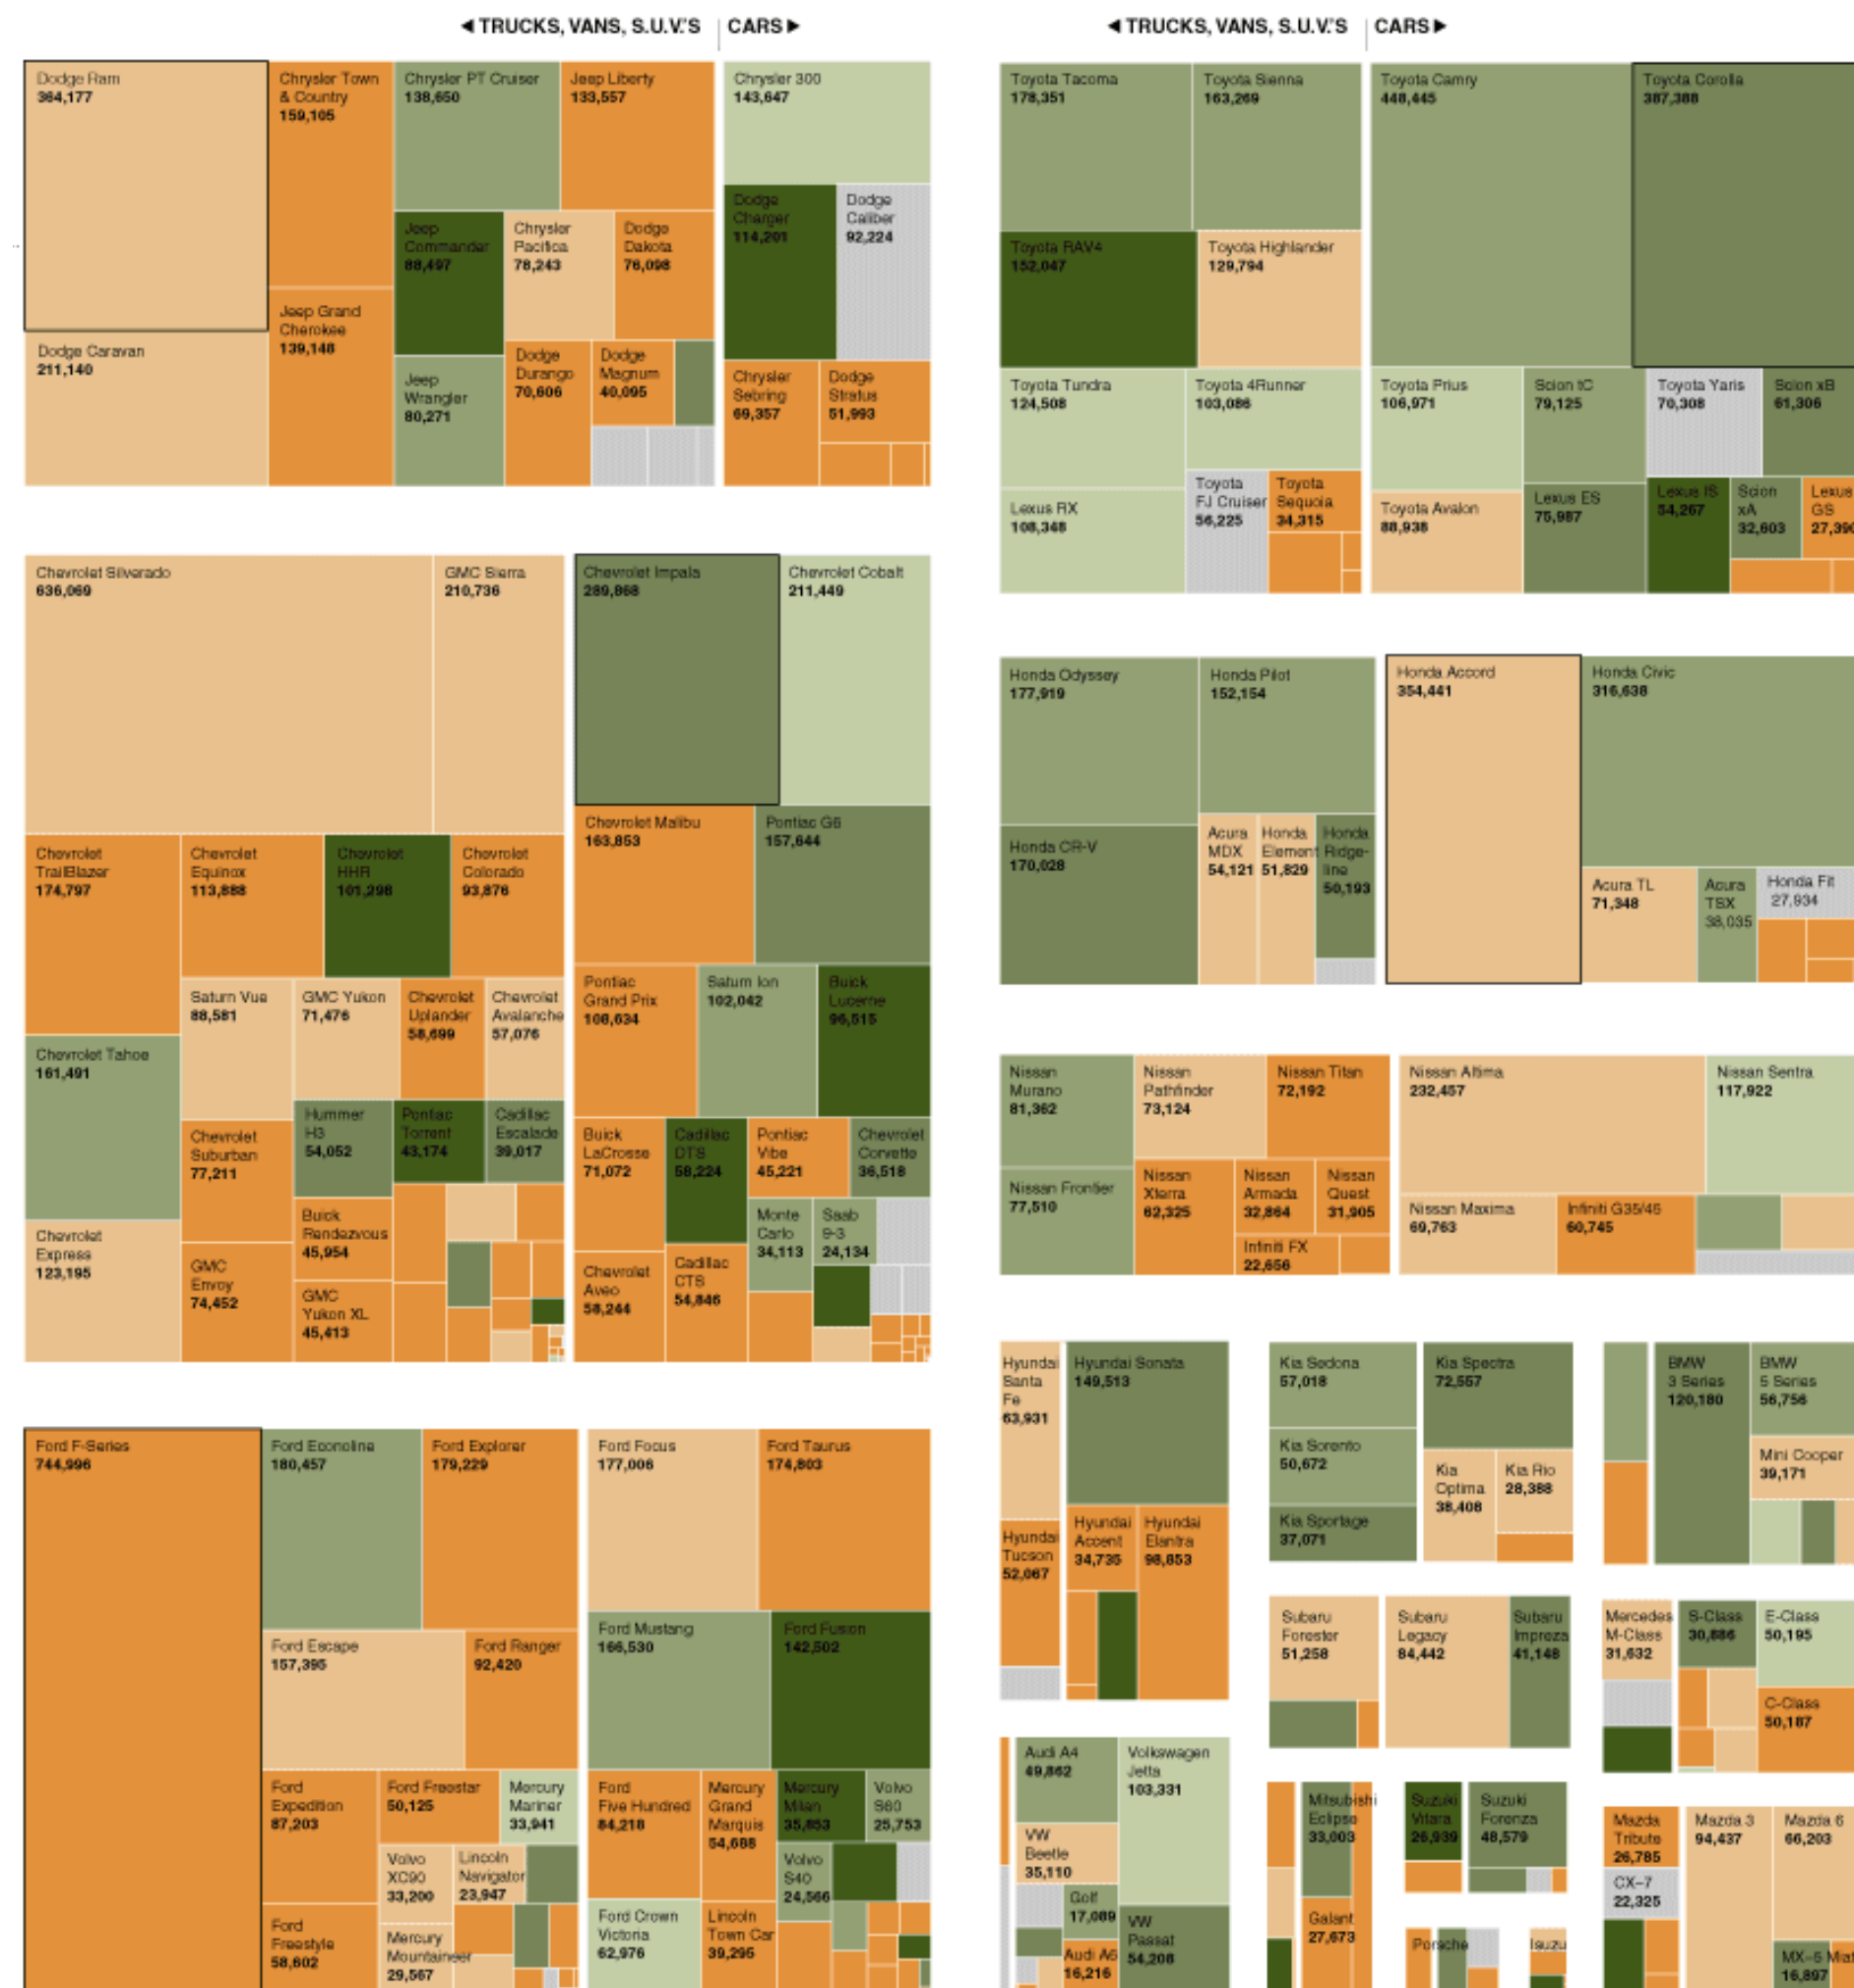 ◀ TRUCKS, VANS, S.U.V.'S | CARS ▶
Dodge Ram
364,177
Chrysler Town
& Country
159,105
Chrysler PT Cruiser
138,650
Jeep Liberty
133,557
Chrysler 300
143,647
Dodge
Charger
114,201
Dodge
Caliber
92,224
Jeep
Commander
88,497
Chrysler
Pacifica
78,243
Dodge
Dakota
76,098
Jeep Grand
Cherokee
139,148
Dodge Caravan
211,140
Jeep
Wrangler
80,271
Dodge
Durango
70,606
Dodge
Magnum
40,095
Chrysler
Sebring
69,357
Dodge
Stratus
51,993
Chevrolet Silverado
636,069
GMC Sierra
210,736
Chevrolet Impala
289,868
Chevrolet Cobalt
211,449
Chevrolet
TrailBlazer
174,797
Chevrolet
Equinox
113,888
Chevrolet
HHR
101,298
Chevrolet
Colorado
93,876
Chevrolet Malibu
163,853
Pontiac G6
157,644
Saturn Vue
88,581
GMC Yukon
71,476
Chevrolet
Uplander
58,699
Chevrolet
Avalanche
57,076
Pontiac
Grand Prix
108,634
Saturn Ion
102,042
Buick
Lucerne
96,515
Chevrolet Tahoe
161,491
Chevrolet
Suburban
77,211
Hummer
H3
54,052
Pontiac
Torrent
43,174
Cadillac
Escalade
39,017
Buick
LaCrosse
71,072
Cadillac
DTS
58,224
Pontiac
Vibe
45,221
Chevrolet
Corvette
36,518
Chevrolet
Express
123,195
GMC
Envoy
74,452
Buick
Rendezvous
45,954
GMC
Yukon XL
45,413
Chevrolet
Aveo
58,244
Cadillac
CTS
54,846
Monte
Carlo
34,113
Saab
9-3
24,134
Ford F-Series
744,996
Ford Econoline
180,457
Ford Explorer
179,229
Ford Focus
177,006
Ford Taurus
174,803
Ford Escape
157,395
Ford Ranger
92,420
Ford Mustang
166,530
Ford Fusion
142,502
Ford
Expedition
87,203
Ford Freestar
50,125
Mercury
Mariner
33,941
Ford
Five Hundred
84,218
Mercury
Grand
Marquis
54,688
Mercury
Milan
35,853
Volvo
S60
25,753
Volvo
XC90
33,200
Lincoln
Navigator
23,947
Volvo
S40
24,566
Ford
Freestyle
58,602
Mercury
Mountaineer
29,567
Ford Crown
Victoria
62,976
Lincoln
Town Car
39,295
◀ TRUCKS, VANS, S.U.V.'S | CARS ▶
Toyota Tacoma
178,351
Toyota Sienna
163,269
Toyota Camry
448,445
Toyota Corolla
387,388
Toyota RAV4
152,047
Toyota Highlander
129,794
Toyota Tundra
124,508
Toyota 4Runner
103,086
Toyota Prius
106,971
Scion tC
79,125
Toyota Yaris
70,308
Scion xB
61,306
Lexus RX
108,348
Toyota
FJ Cruiser
56,225
Toyota
Sequoia
34,315
Toyota Avalon
88,938
Lexus ES
75,987
Lexus IS
54,267
Scion
xA
32,603
Lexus
GS
27,390
Honda Odyssey
177,919
Honda Pilot
152,154
Honda Accord
354,441
Honda Civic
316,638
Honda CR-V
170,028
Acura
MDX
54,121
Honda
Element
51,829
Honda
Ridge-
line
50,193
Acura TL
71,348
Acura
TSX
38,035
Honda Fit
27,934
Nissan
Murano
81,362
Nissan
Pathfinder
73,124
Nissan Titan
72,192
Nissan Altima
232,457
Nissan Sentra
117,922
Nissan Frontier
77,510
Nissan
Xterra
62,325
Nissan
Armada
32,864
Nissan
Quest
31,905
Infiniti FX
22,656
Nissan Maxima
69,763
Infiniti G35/45
60,745
Hyundai
Santa
Fe
63,931
Hyundai Sonata
149,513
Hyundai
Tucson
52,067
Hyundai
Accent
34,735
Hyundai
Elantra
98,853
Kia Sedona
57,018
Kia Spectra
72,557
Kia Sorento
50,672
Kia
Optima
38,408
Kia Rio
28,388
Kia Sportage
37,071
BMW
3 Series
120,180
BMW
5 Series
56,756
Mini Cooper
39,171
Subaru
Forester
51,258
Subaru
Legacy
84,442
Subaru
Impreza
41,148
Mercedes
M-Class
31,632
S-Class
30,886
E-Class
50,195
C-Class
50,187
Audi A4
49,862
Volkswagen
Jetta
103,331
VW
Beetle
35,110
Golf
17,089
Audi A6
16,216
VW
Passat
54,208
Mitsubishi
Eclipse
33,003
Galant
27,673
Suzuki
Vitara
26,939
Suzuki
Forenza
48,579
Porsche
Isuzu
Mazda
Tribute
26,785
Mazda 3
94,437
Mazda 6
66,203
CX-7
22,325
MX-5 Miat
16,897